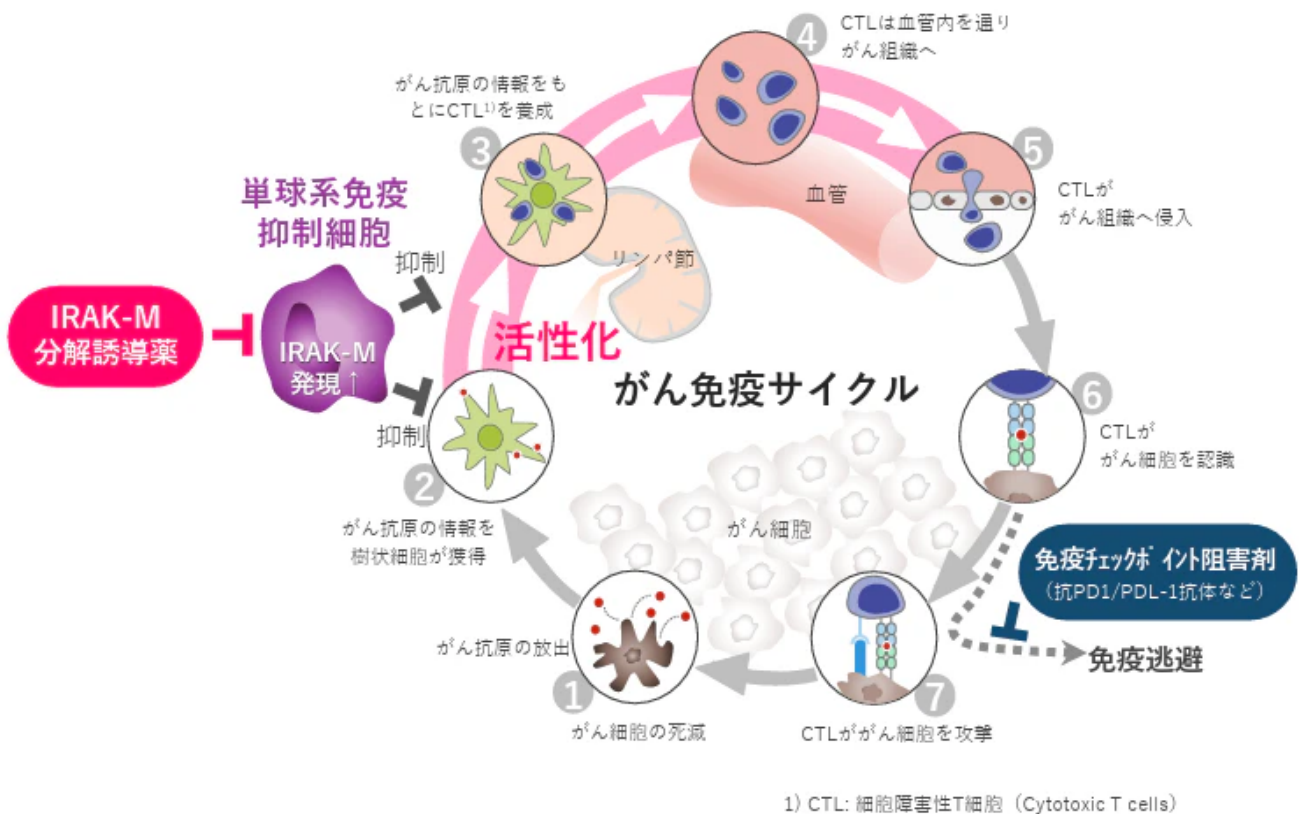 4
CTLは血管内を通り
がん組織へ
がん抗原の情報をも
とにCTL¹⁾を養成
3
5
CTLが
がん組織へ侵入
血管
リンパ節
単球系免疫
抑制細胞
抑制
IRAK-M
分解誘導薬
IRAK-M
発現↑
抑制
活性化
がん免疫サイクル
6
CTLが
がん細胞を認識
2
がん抗原の情報を
樹状細胞が獲得
がん細胞
免疫ﾁｪｯｸﾎﾟｲﾝﾄ阻害剤
（抗PD1/PDL-1抗体など）
免疫逃避
がん抗原の放出
1
がん細胞の死滅
7
CTLががん細胞を攻撃
1) CTL: 細胞障害性T細胞（Cytotoxic T cells）